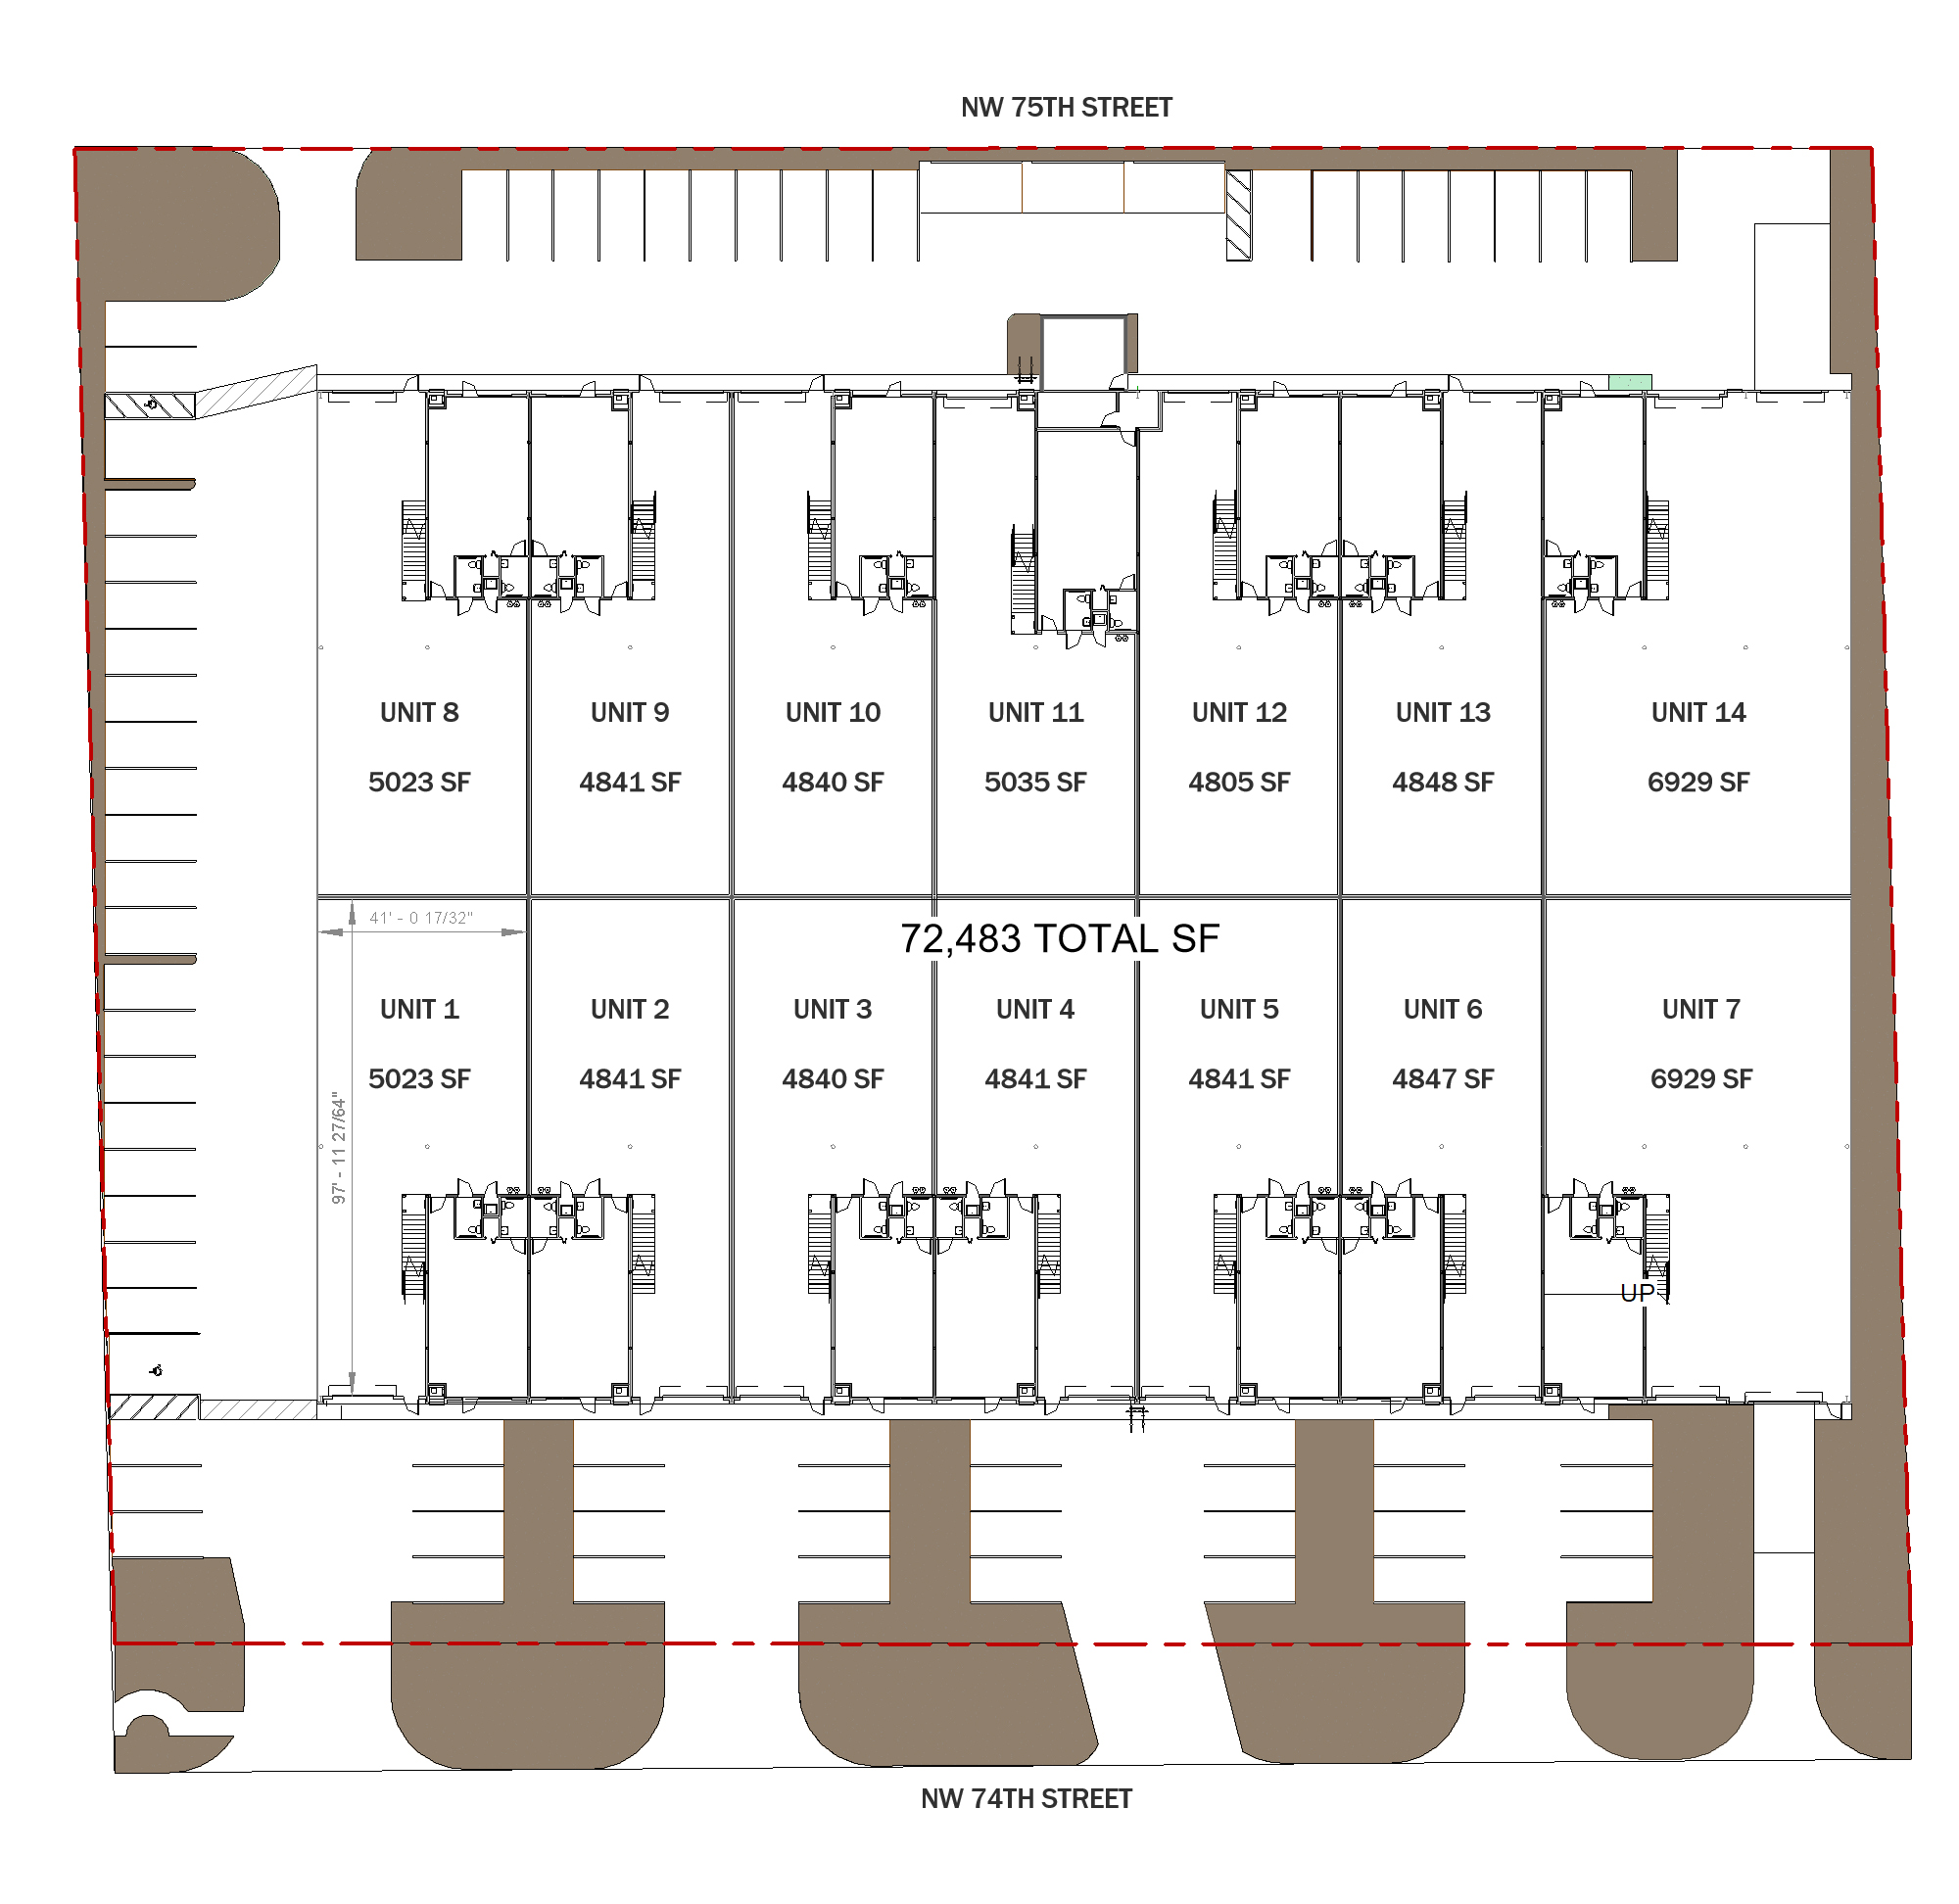 NW 75TH STREET
UNIT 8
UNIT 9
UNIT 10
UNIT 11
UNIT 12
UNIT 13
UNIT 14
5023 SF
4841 SF
4840 SF
5035 SF
4805 SF
4848 SF
6929 SF
41' - 0 17/32"
72,483 TOTAL SF
UNIT 1
UNIT 2
UNIT 3
UNIT 4
UNIT 5
UNIT 6
UNIT 7
5023 SF
4841 SF
4840 SF
4841 SF
4841 SF
4847 SF
6929 SF
97' - 11 27/64"
UP
NW 74TH STREET